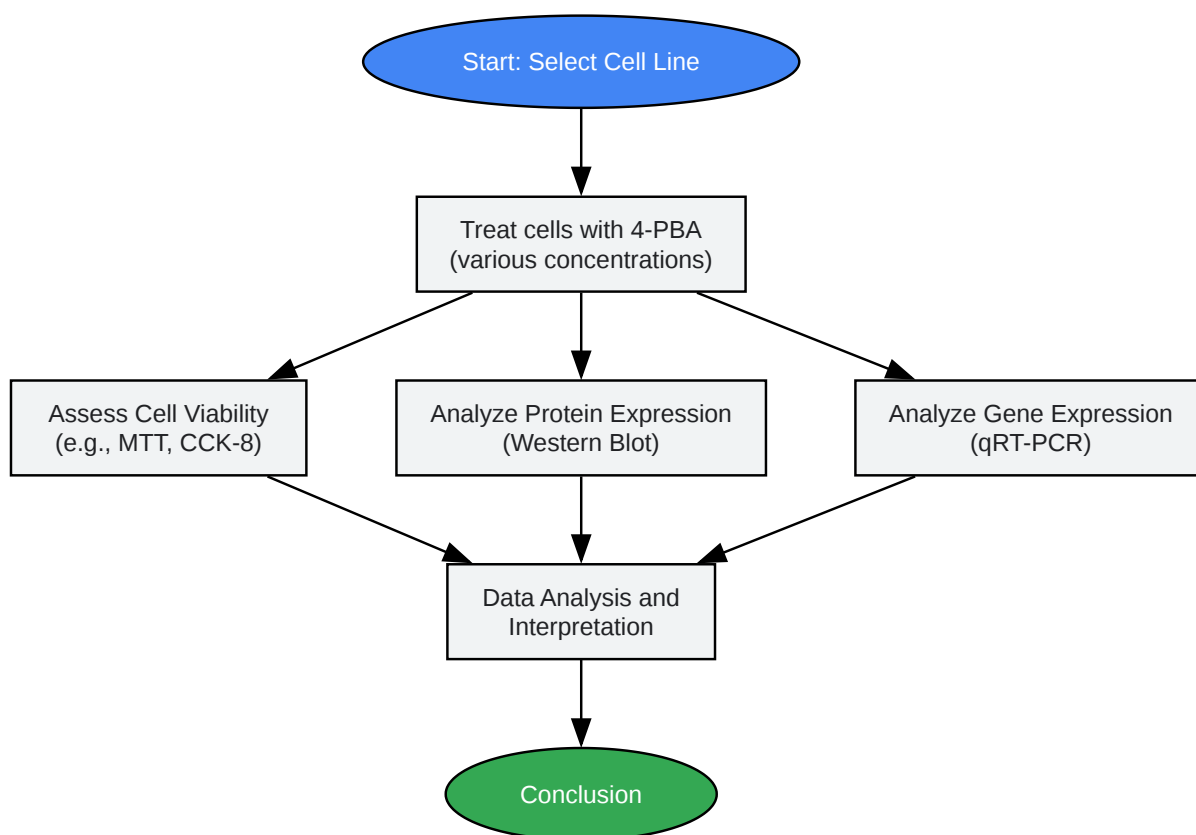 Start: Select Cell Line
Treat cells with 4-PBA
(various concentrations)
Assess Cell Viability
(e.g., MTT, CCK-8)
Analyze Protein Expression
(Western Blot)
Analyze Gene Expression
(qRT-PCR)
Data Analysis and
Interpretation
Conclusion